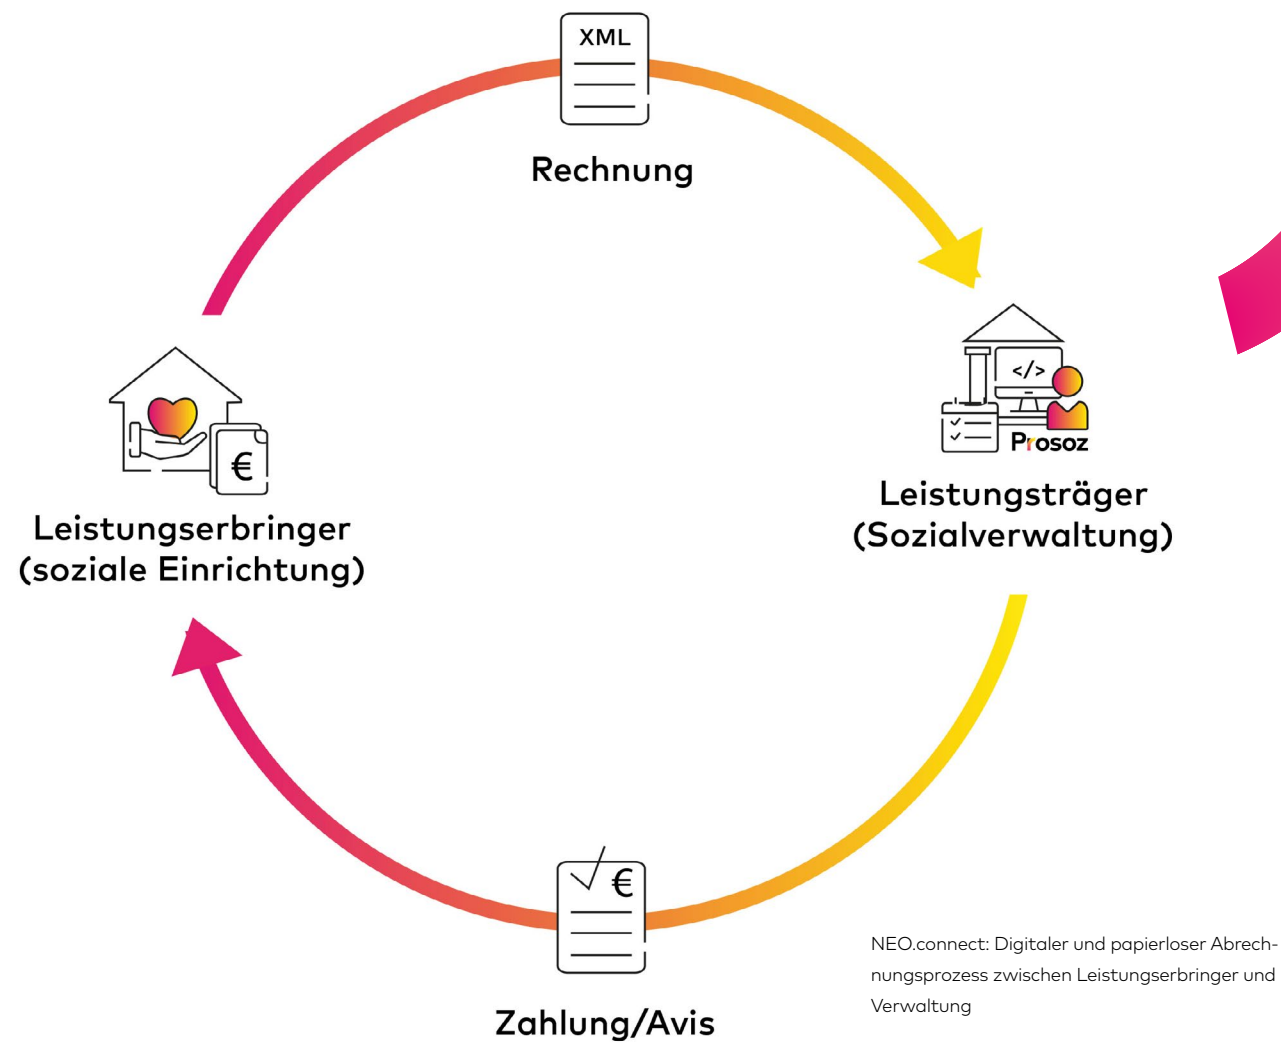 XML
Rechnung
</>
Prosoz
€
Leistungsträger
(Sozialverwaltung)
Leistungserbringer
(soziale Einrichtung)
€
NEO.connect: Digitaler und papierloser Abrech-
nungsprozess zwischen Leistungserbringer und
Verwaltung
Zahlung/Avis